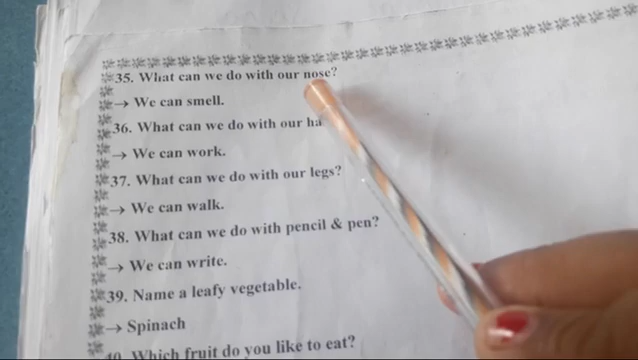 35. What can we do with our nose?
→ We can smell.
36. What can we do with our ha
→ We can work.
37. What can we do with our legs?
→ We can walk.
38. What can we do with pencil & pen?
→ We can write.
39. Name a leafy vegetable.
→ Spinach
40. Which fruit do you like to eat?